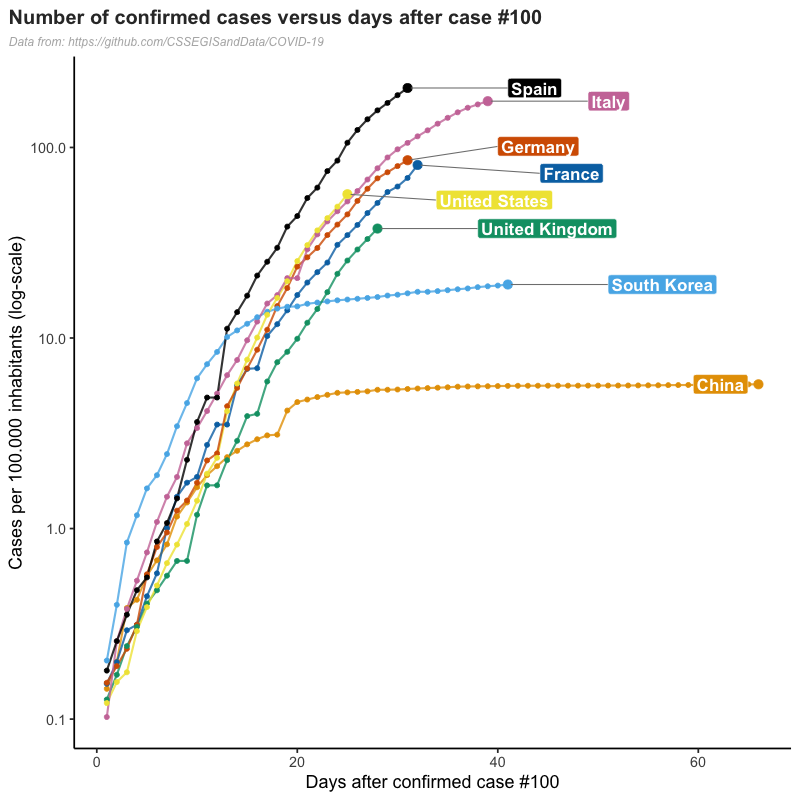 Number of confirmed cases versus days after case #100
Data from: https://github.com/CSSEGISandData/COVID-19
Spain
Italy
Germany
France
United States
United Kingdom
South Korea
China
Cases per 100.000 inhabitants (log-scale)
100.0
10.0
1.0
0.1
0
20
40
60
Days after confirmed case #100